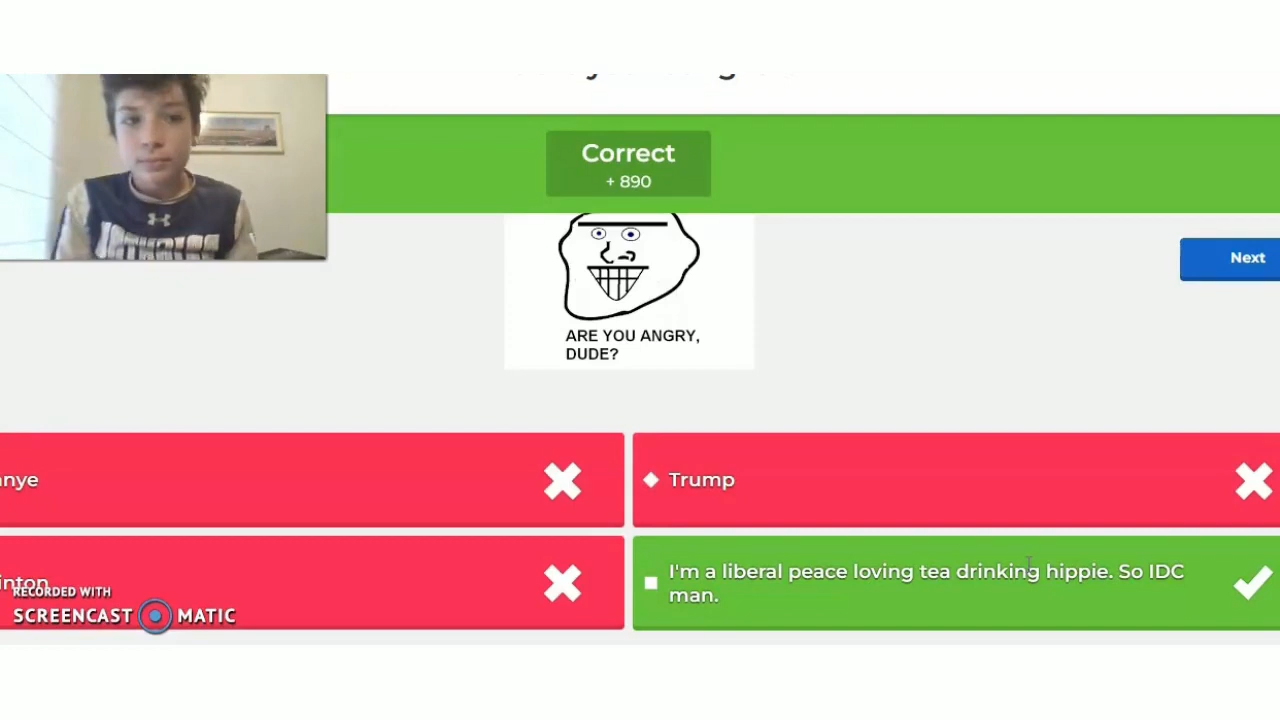 Correct
+ 890
Next
ARE YOU ANGRY,
DUDE?
Trump
I'm a liberal peace loving tea drinking hippie. So IDC
man.
RECORDED WITH
SCREENCAST MATIC